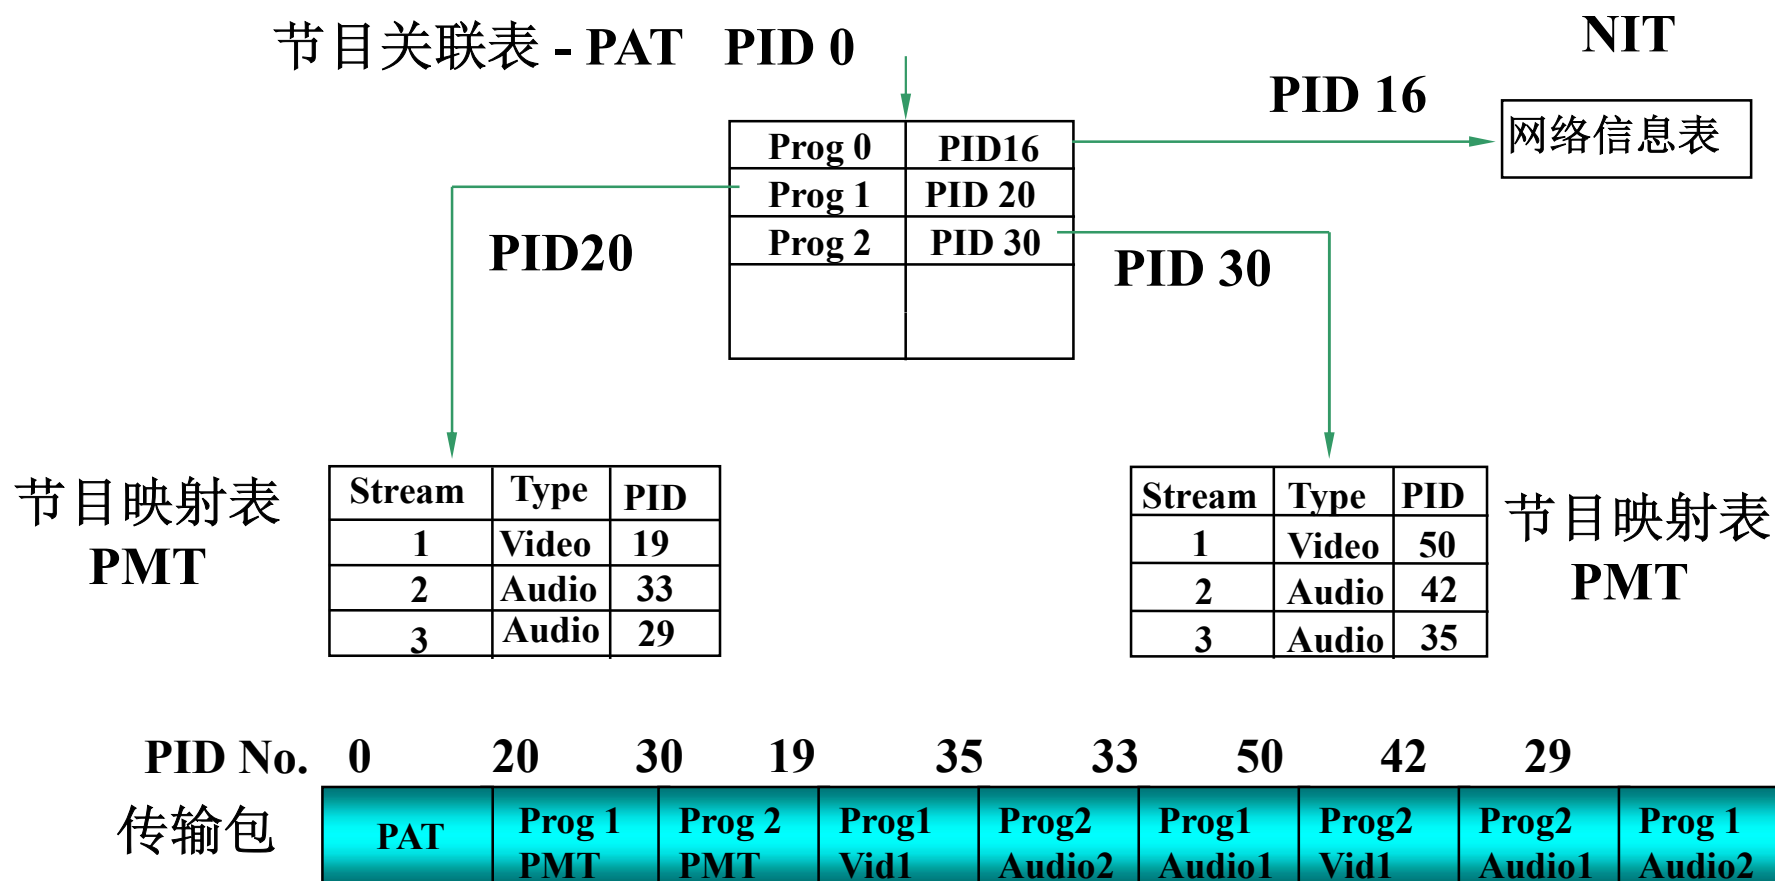 节目关联表 - PAT PID 0
NIT
PID 16
网络信息表
Prog 0 PID16
Prog 1 PID 20
Prog 2 PID 30
PID20
PID 30
节目映射表
PMT
Stream Type PID
1 Video 19
2 Audio 33
3 Audio 29
Stream Type PID
1 Video 50
2 Audio 42
3 Audio 35
节目映射表
PMT
PID No. 0 20 30 19 35 33 50 42 29
传输包
PAT
Prog 1
PMT
Prog 2
PMT
Prog1
Vid1
Prog2
Audio2
Prog1
Audio1
Prog2
Vid1
Prog2
Audio1
Prog 1
Audio2